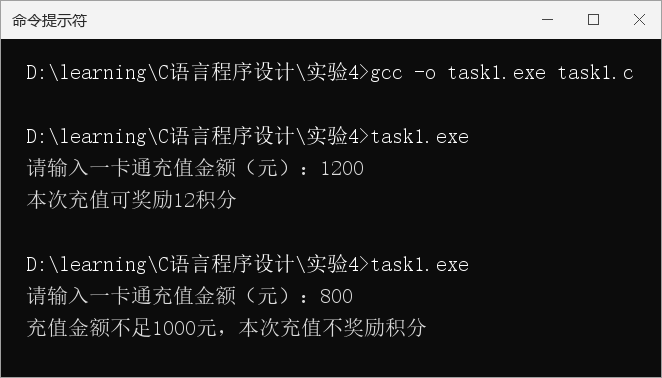 命令提示符
D:\learning\C语言程序设计\实验4>gcc -o task1.exe task1.c
D:\learning\C语言程序设计\实验4>task1.exe
请输入一卡通充值金额（元）：1200
本次充值可奖励12积分
D:\learning\C语言程序设计\实验4>task1.exe
请输入一卡通充值金额（元）：800
充值金额不足1000元，本次充值不奖励积分